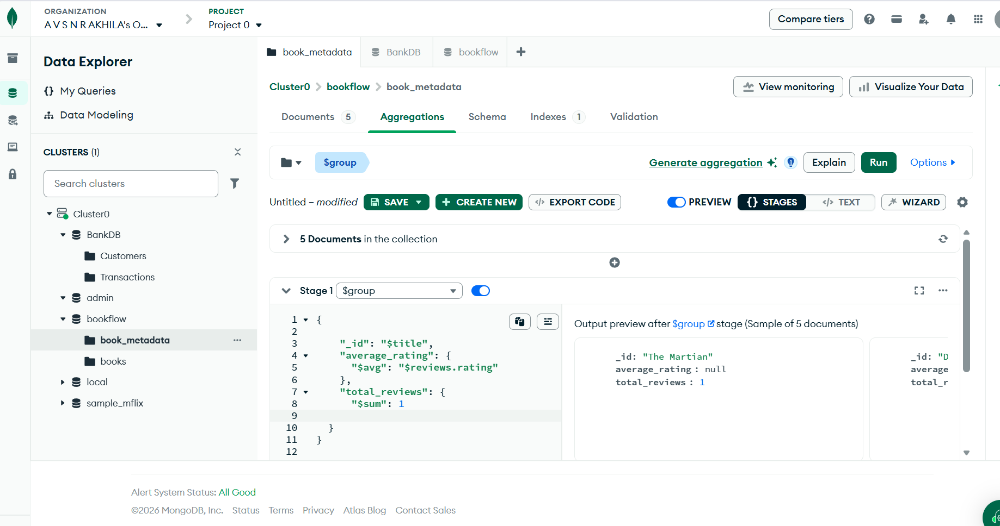 ORGANIZATION
A V S N R AKHILA's O...
PROJECT
Project 0
Compare tiers
Data Explorer
My Queries
Data Modeling
CLUSTERS (1)
Search clusters
Cluster0
BankDB
Customers
Transactions
admin
bookflow
book_metadata
books
local
sample_mflix
book_metadata
BankDB
bookflow
Cluster0 > bookflow > book_metadata
View monitoring
Visualize Your Data
Documents 5
Aggregations
Schema
Indexes 1
Validation
$group
Generate aggregation
Explain
Run
Options
Untitled – modified
SAVE
CREATE NEW
EXPORT CODE
PREVIEW
{} STAGES
</> TEXT
WIZARD
5 Documents in the collection
Stage 1 $group
1 {
2
3 "_id": "$title",
4 "average_rating": {
5 "$avg": "$reviews.rating"
6 },
7 "total_reviews": {
8 "$sum": 1
9
10 }
11 }
12
Output preview after $group stage (Sample of 5 documents)
_id: "The Martian"
average_rating : null
total_reviews : 1
_id: "D
average
total_r
Alert System Status: All Good
©2026 MongoDB, Inc. Status Terms Privacy Atlas Blog Contact Sales